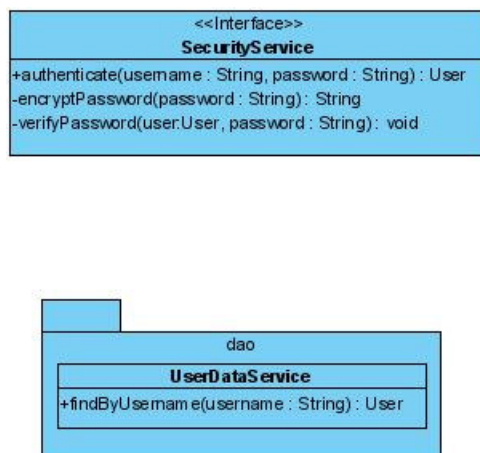 <<Interface>>
SecurityService
+authenticate(username : String, password : String) : User
-encryptPassword(password : String): String
-verifyPassword(user:User, password : String) : void
dao
UserDataService
+findByUsername(username : String) : User